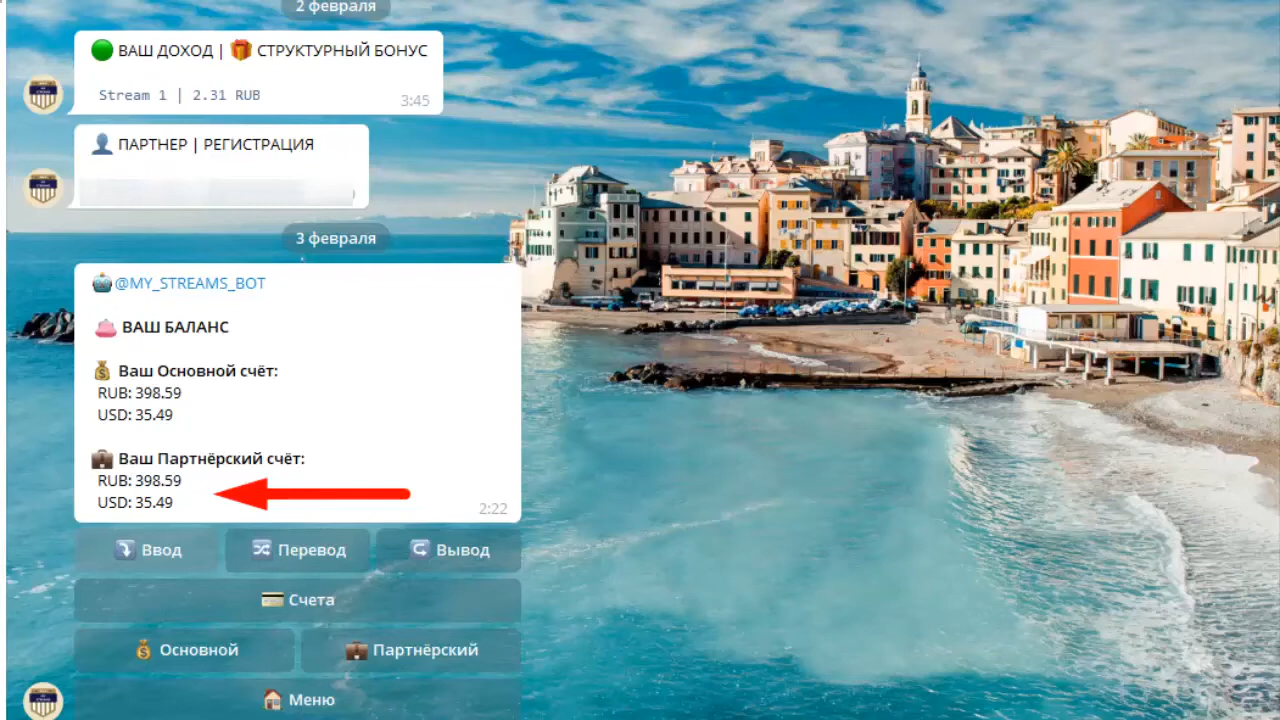 2 февраля
ВАШ ДОХОД | СТРУКТУРНЫЙ БОНУС
Stream 1 | 2.31 RUB
3:45
ПАРТНЕР | РЕГИСТРАЦИЯ
3 февраля
@MY_STREAMS_BOT
ВАШ БАЛАНС
Ваш Основной счёт:
RUB: 398.59
USD: 35.49
Ваш Партнёрский счёт:
RUB: 398.59
USD: 35.49
2:22
Ввод
Перевод
Вывод
Счета
Основной
Партнёрский
Меню